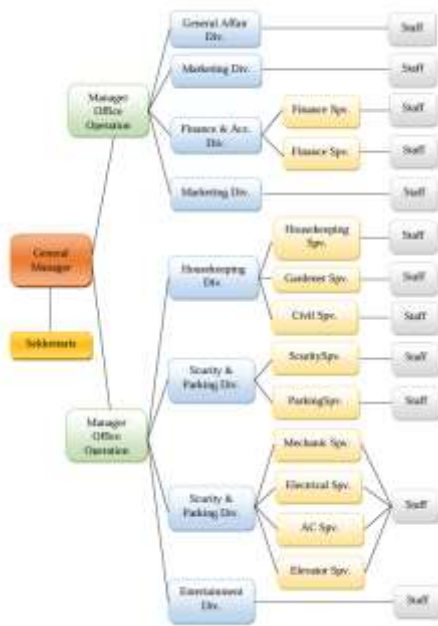 General Affair
Div.
Staff
Marketing Div.
Staff
Manager
Office
Operation
Finance & Acc.
Div.
Finance Spv.
Staff
Finance Spv.
Staff
Marketing Div.
Staff
General
Manager
Sekretaris
Housekeeping
Div.
Housekeeping
Spv.
Staff
Gardener Spv.
Staff
Civil Spv.
Staff
Scurity &
Parking Div.
ScuritySpv.
Staff
ParkingSpv.
Staff
Manager
Office
Operation
Scurity &
Parking Div.
Mechanik Spv.
Electrical Spv.
AC Spv.
Elevator Spv.
Staff
Entertainment
Div.
Staff